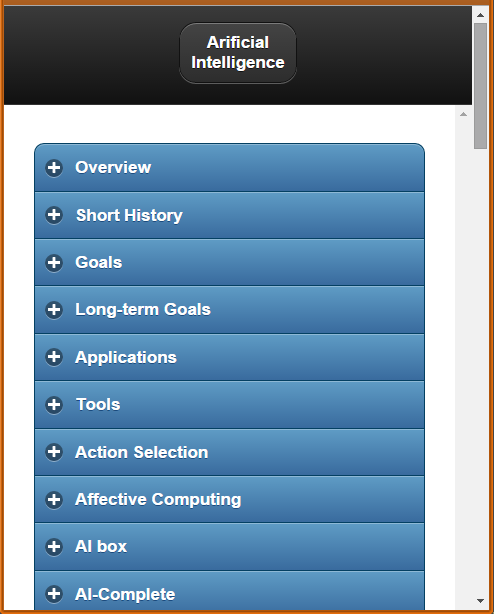 Arificial
Intelligence
Overview
Short History
Goals
Long-term Goals
Applications
Tools
Action Selection
Affective Computing
AI box
AI-Complete